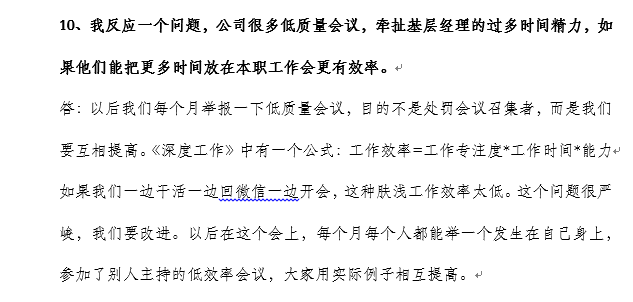 10、我反应一个问题，公司很多低质量会议，牵扯基层经理的过多时间精力，如
果他们能把更多时间放在本职工作会更有效率。
答：以后我们每个月举报一下低质量会议，目的不是处罚会议召集者，而是我们
要互相提高。《深度工作》中有一个公式：工作效率=工作专注度*工作时间*能力
如果我们一边干活一边回微信一边开会，这种肤浅工作效率太低。这个问题很严
峻，我们要改进。以后在这个会上，每个月每个人都能举一个发生在自己身上，
参加了别人主持的低效率会议，大家用实际例子相互提高。